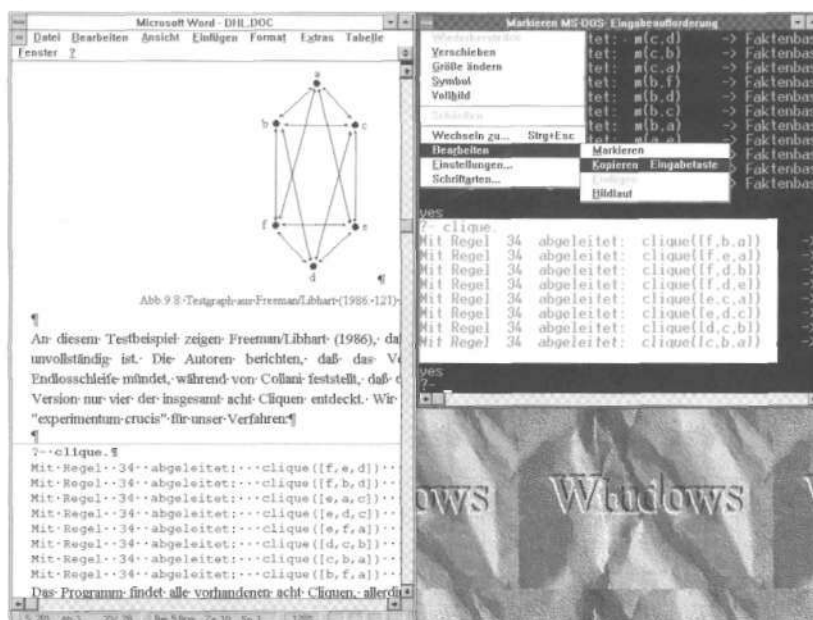 Microsoft Word - DHL.DOC
Datei Bearbeiten Ansicht Einfügen Format Extras Tabelle
Fenster ?
a
b c
f e
d
¶
Abb.9.8·Testgraph·aus·Freeman/Libhart·(1986:·121)
¶
An· diesem· Testbeispiel· zeigen· Freeman/Libhart· (1986),· daß
unvollständig· ist.· Die· Autoren· berichten,· daß· das· Ve
Endlosschleife·mündet,·während·von·Collani·feststellt,·daß·
Version·nur·vier·der·insgesamt·acht·Cliquen·entdeckt.·Wir·
"experimentum·crucis"·für·unser·Verfahren:¶
¶
?-·clique.¶
Mit·Regel··34··abgeleitet:···clique([f,e,d])
Mit·Regel··34··abgeleitet:···clique([f,b,d])
Mit·Regel··34··abgeleitet:···clique([e,a,c])
Mit·Regel··34··abgeleitet:···clique([e,d,c])
Mit·Regel··34··abgeleitet:···clique([e,f,a])
Mit·Regel··34··abgeleitet:···clique([d,c,b])
Mit·Regel··34··abgeleitet:···clique([c,b,a])
Mit·Regel··34··abgeleitet:···clique([b,f,a])
Das·Programm·findet·alle·vorhandenen·acht·Cliquen,·allerdi
Markieren MS-DOS-Eingabeaufforderung
Wiederherstellen
Verschieben
Größe ändern
Symbol
Vollbild
Schließen
Wechseln zu... Strg+Esc
Bearbeiten
Einstellungen...
Schriftarten...
Markieren
Kopieren Eingabetaste
Einfügen
Bildlauf
tet: m(c,d) -> Faktenbas
tet: m(c,e) -> Faktenbas
tet: m(c,a) -> Faktenbas
tet: m(b,f) -> Faktenbas
tet: m(b,d) -> Faktenbas
tet: m(b,c) -> Faktenbas
tet: m(b,a) -> Faktenbas
-> Faktenbas
-> Faktenbas
-> Faktenbas
yes
?- clique.
Mit Regel 34 abgeleitet: clique([f,b,a]) ->
Mit Regel 34 abgeleitet: clique([f,e,a]) ->
Mit Regel 34 abgeleitet: clique([f,d,b]) ->
Mit Regel 34 abgeleitet: clique([f,d,e]) ->
Mit Regel 34 abgeleitet: clique([e,c,a]) ->
Mit Regel 34 abgeleitet: clique([e,d,c]) ->
Mit Regel 34 abgeleitet: clique([d,c,b]) ->
Mit Regel 34 abgeleitet: clique([c,b,a]) ->
yes
?-
ows Windows Wi